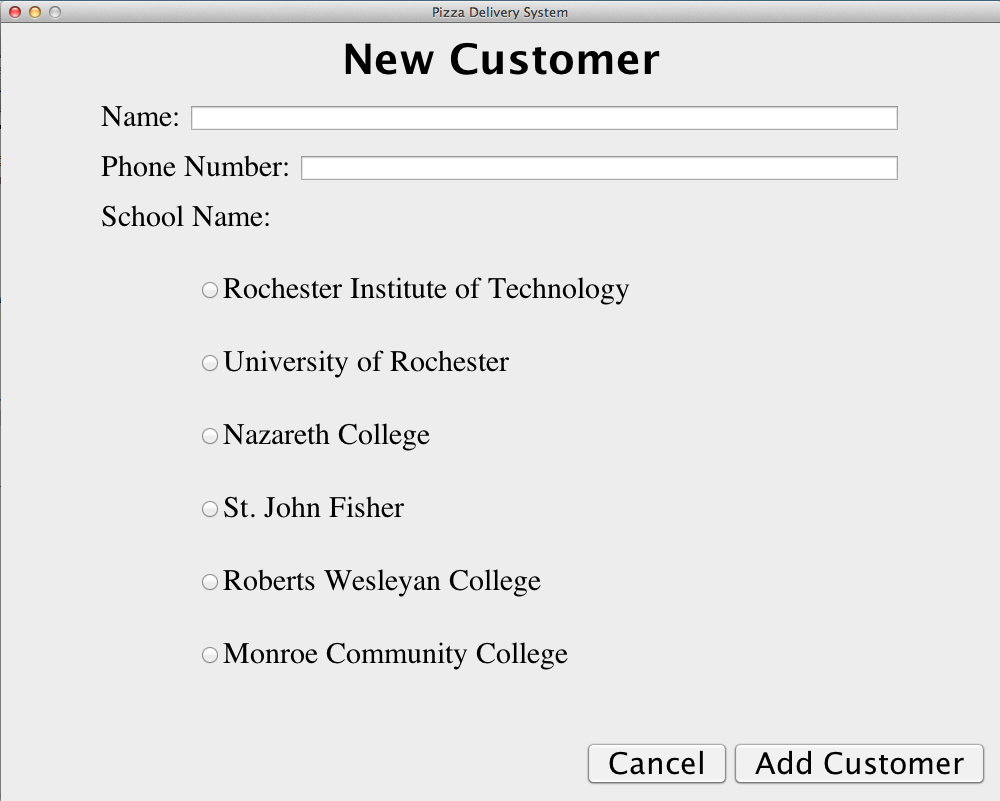 Pizza Delivery System
New Customer
Name:
Phone Number:
School Name:
Rochester Institute of Technology
University of Rochester
Nazareth College
St. John Fisher
Roberts Wesleyan College
Monroe Community College
Cancel Add Customer